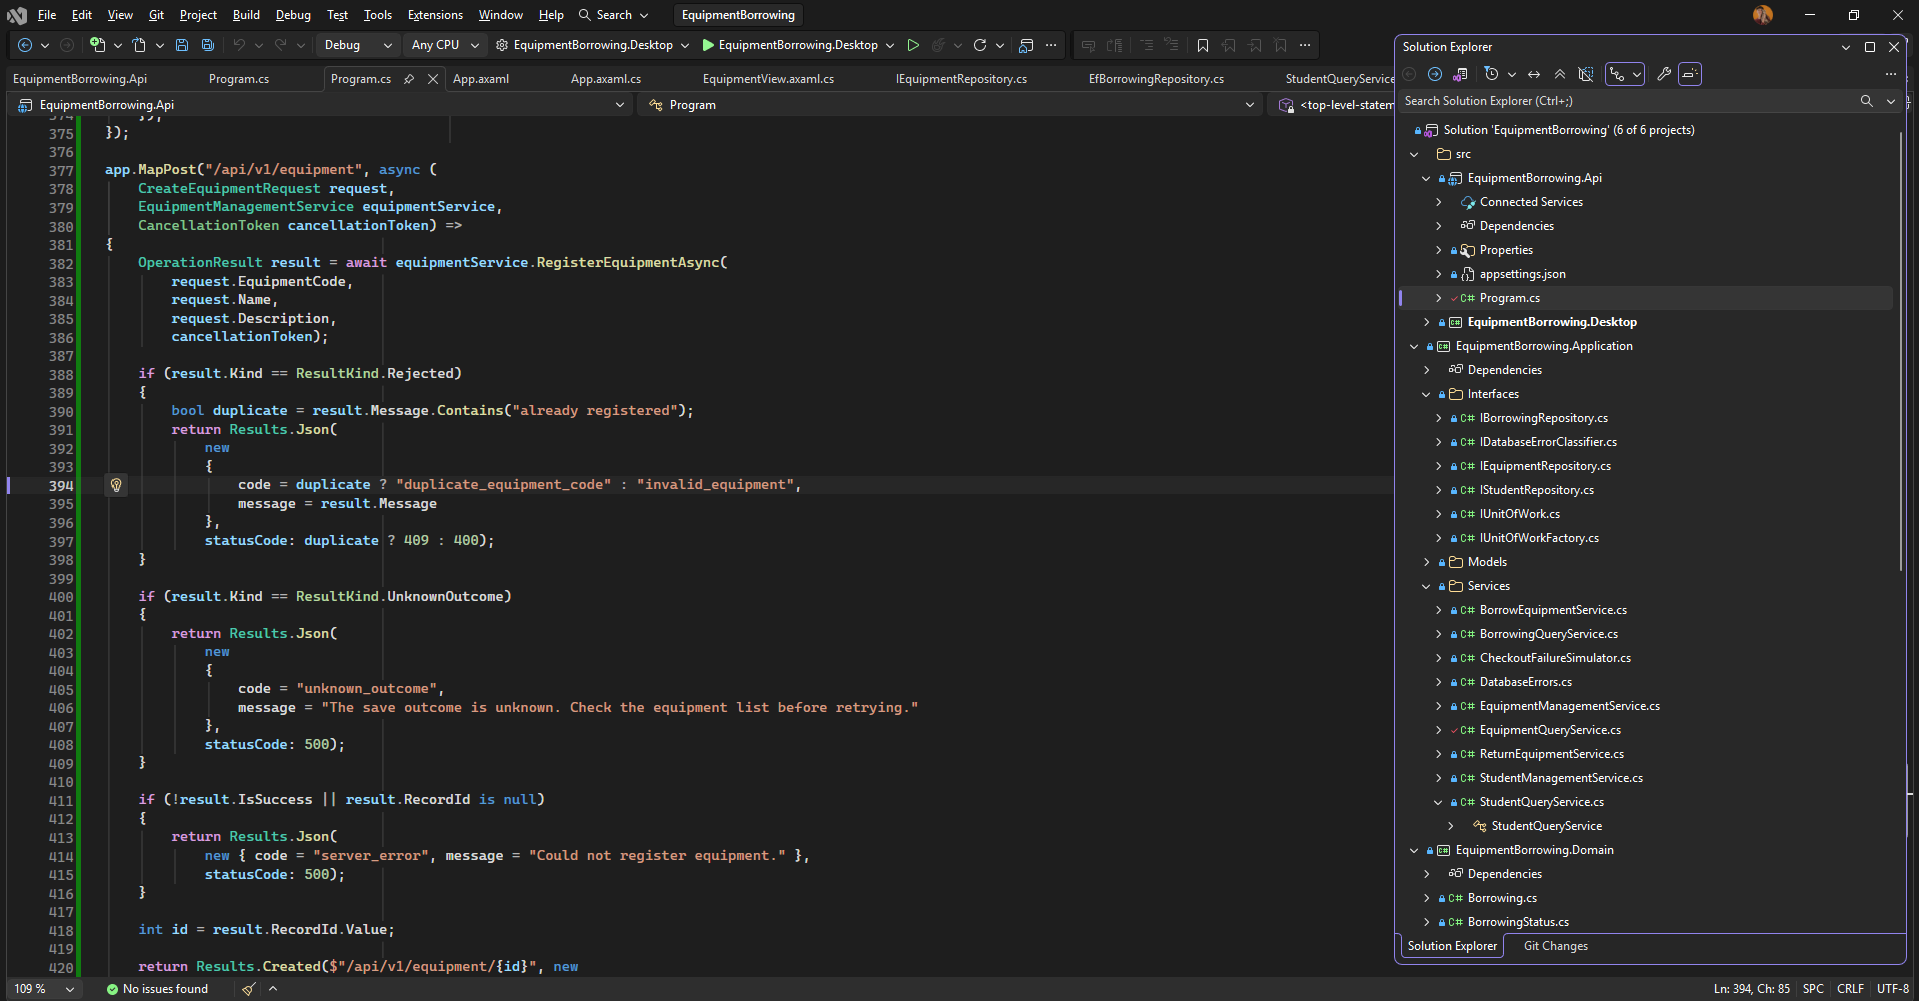 File Edit View Git Project Build Debug Test Tools Extensions Window Help Search EquipmentBorrowing
Debug Any CPU EquipmentBorrowing.Desktop EquipmentBorrowing.Desktop
EquipmentBorrowing.Api Program.cs Program.cs App.axaml App.axaml.cs EquipmentView.axaml.cs IEquipmentRepository.cs EfBorrowingRepository.cs StudentQueryService
EquipmentBorrowing.Api Program <top-level-statem
374 });
375 });
376
377 app.MapPost("/api/v1/equipment", async (
378 CreateEquipmentRequest request,
379 EquipmentManagementService equipmentService,
380 CancellationToken cancellationToken) =>
381 {
382 OperationResult result = await equipmentService.RegisterEquipmentAsync(
383 request.EquipmentCode,
384 request.Name,
385 request.Description,
386 cancellationToken);
387
388 if (result.Kind == ResultKind.Rejected)
389 {
390 bool duplicate = result.Message.Contains("already registered");
391 return Results.Json(
392 new
393 {
394 code = duplicate ? "duplicate_equipment_code" : "invalid_equipment",
395 message = result.Message
396 },
397 statusCode: duplicate ? 409 : 400);
398 }
399
400 if (result.Kind == ResultKind.UnknownOutcome)
401 {
402 return Results.Json(
403 new
404 {
405 code = "unknown_outcome",
406 message = "The save outcome is unknown. Check the equipment list before retrying."
407 },
408 statusCode: 500);
409 }
410
411 if (!result.IsSuccess || result.RecordId is null)
412 {
413 return Results.Json(
414 new { code = "server_error", message = "Could not register equipment." },
415 statusCode: 500);
416 }
417
418 int id = result.RecordId.Value;
419
420 return Results.Created($"/api/v1/equipment/{id}", new
109 % No issues found Ln: 394, Ch: 85 SPC CRLF UTF-8
Solution Explorer
Search Solution Explorer (Ctrl+;)
Solution 'EquipmentBorrowing' (6 of 6 projects)
src
EquipmentBorrowing.Api
Connected Services
Dependencies
Properties
appsettings.json
C# Program.cs
C# EquipmentBorrowing.Desktop
C# EquipmentBorrowing.Application
Dependencies
Interfaces
C# IBorrowingRepository.cs
C# IDatabaseErrorClassifier.cs
C# IEquipmentRepository.cs
C# IStudentRepository.cs
C# IUnitOfWork.cs
C# IUnitOfWorkFactory.cs
Models
Services
C# BorrowEquipmentService.cs
C# BorrowingQueryService.cs
C# CheckoutFailureSimulator.cs
C# DatabaseErrors.cs
C# EquipmentManagementService.cs
C# EquipmentQueryService.cs
C# ReturnEquipmentService.cs
C# StudentManagementService.cs
C# StudentQueryService.cs
StudentQueryService
C# EquipmentBorrowing.Domain
Dependencies
C# Borrowing.cs
C# BorrowingStatus.cs
Solution Explorer Git Changes